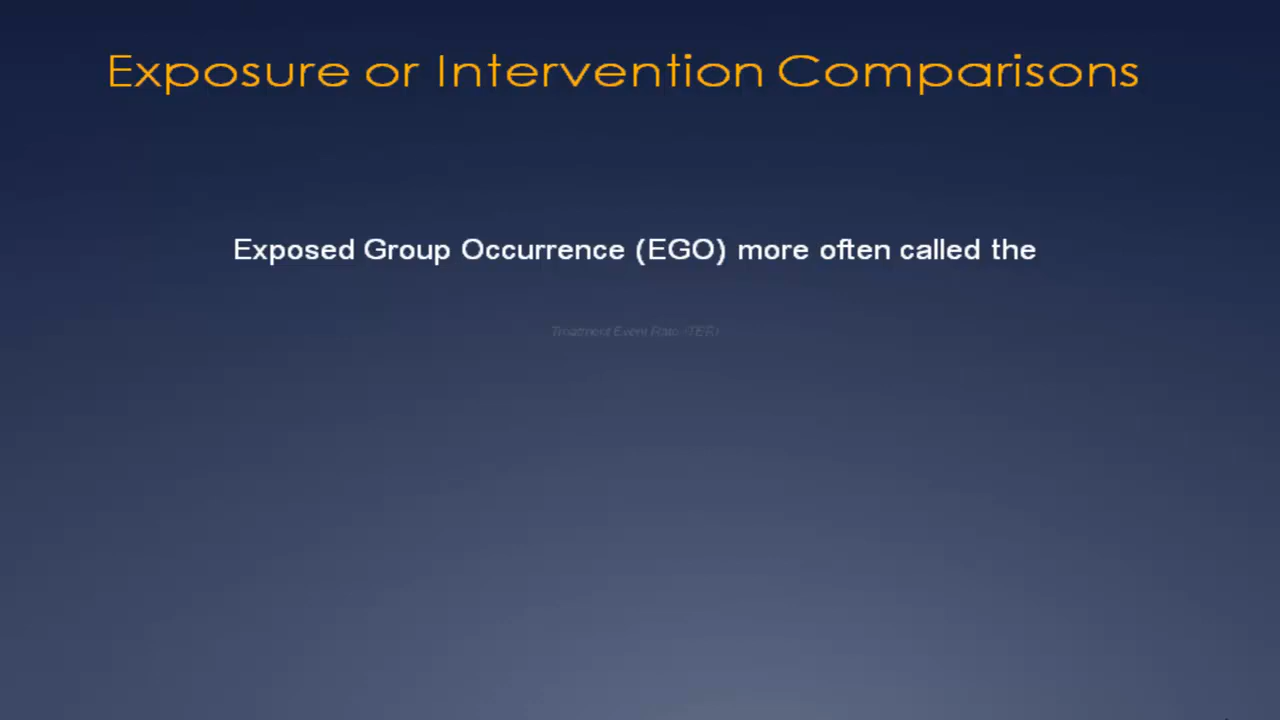 Exposure or Intervention Comparisons
Exposed Group Occurrence (EGO) more often called the
Treatment Event Rate (TER)